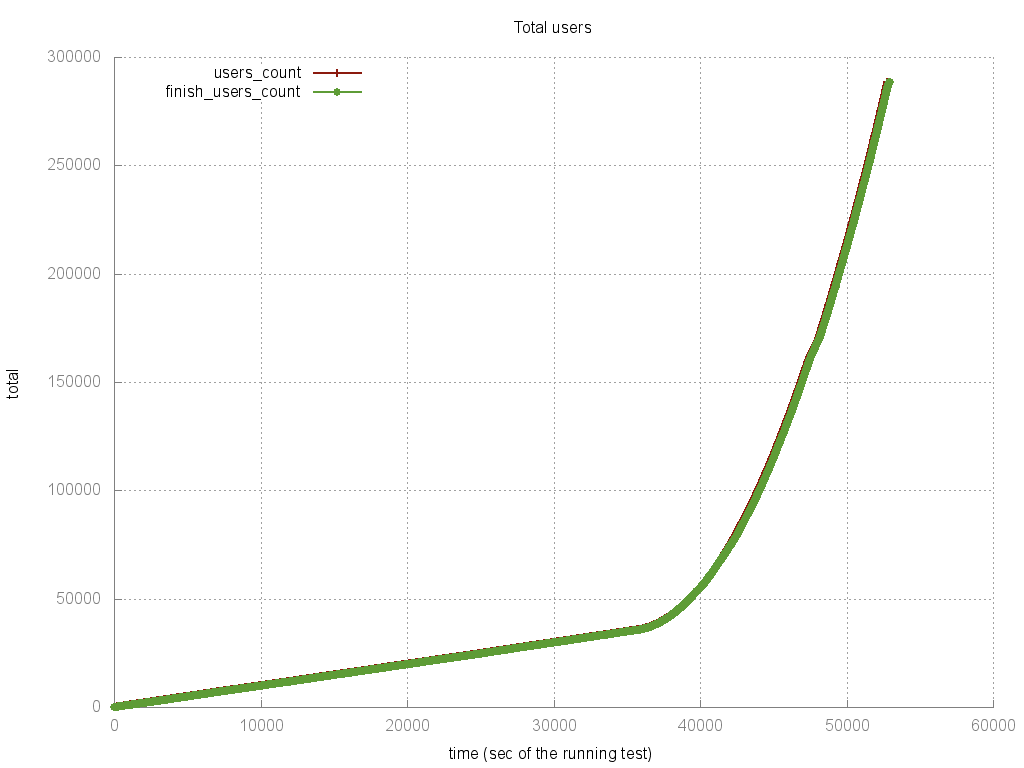 Total users
users_count
finish_users_count
300000
250000
200000
150000
100000
50000
0
total
0 10000 20000 30000 40000 50000 60000
time (sec of the running test)